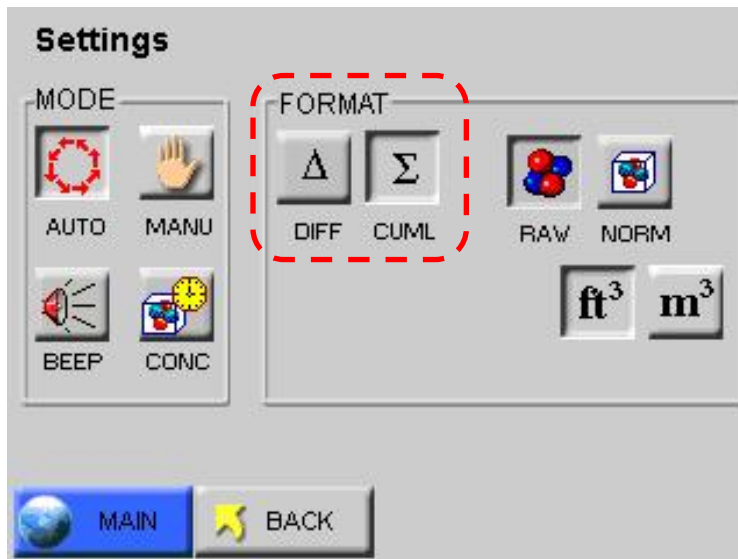 Settings
MODE
FORMAT
Δ
Σ
AUTO
MANU
DIFF
CUML
RAW
NORM
ft³
m³
BEEP
CONC
MAIN
BACK